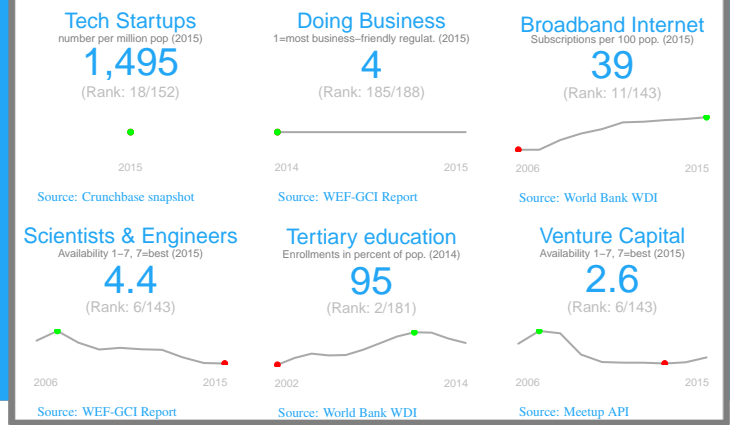 Tech Startups
number per million pop (2015)
1,495
(Rank: 18/152)
2015
Source: Crunchbase snapshot
Doing Business
1=most business−friendly regulat. (2015)
4
(Rank: 185/188)
2014 2015
Source: WEF-GCI Report
Broadband Internet
Subscriptions per 100 pop. (2015)
39
(Rank: 11/143)
2006 2015
Source: World Bank WDI
Scientists & Engineers
Availability 1−7, 7=best (2015)
4.4
(Rank: 6/143)
2006 2015
Source: WEF-GCI Report
Tertiary education
Enrollments in percent of pop. (2014)
95
(Rank: 2/181)
2002 2014
Source: World Bank WDI
Venture Capital
Availability 1−7, 7=best (2015)
2.6
(Rank: 6/143)
2006 2015
Source: Meetup API